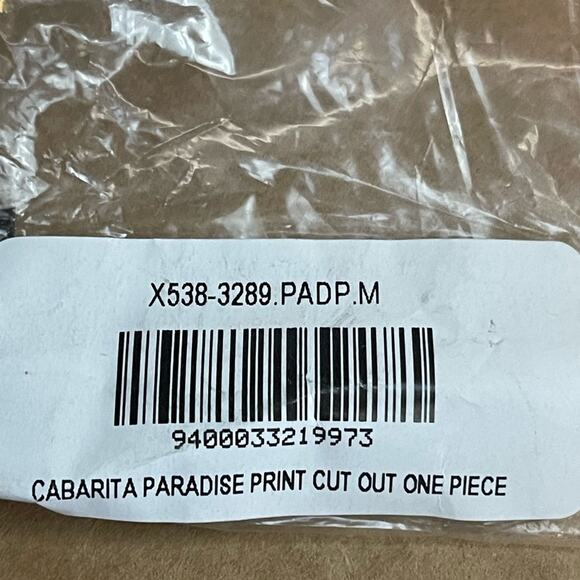 X538-3289.PADP.M
9400033219973
CABARITA PARADISE PRINT CUT OUT ONE PIECE